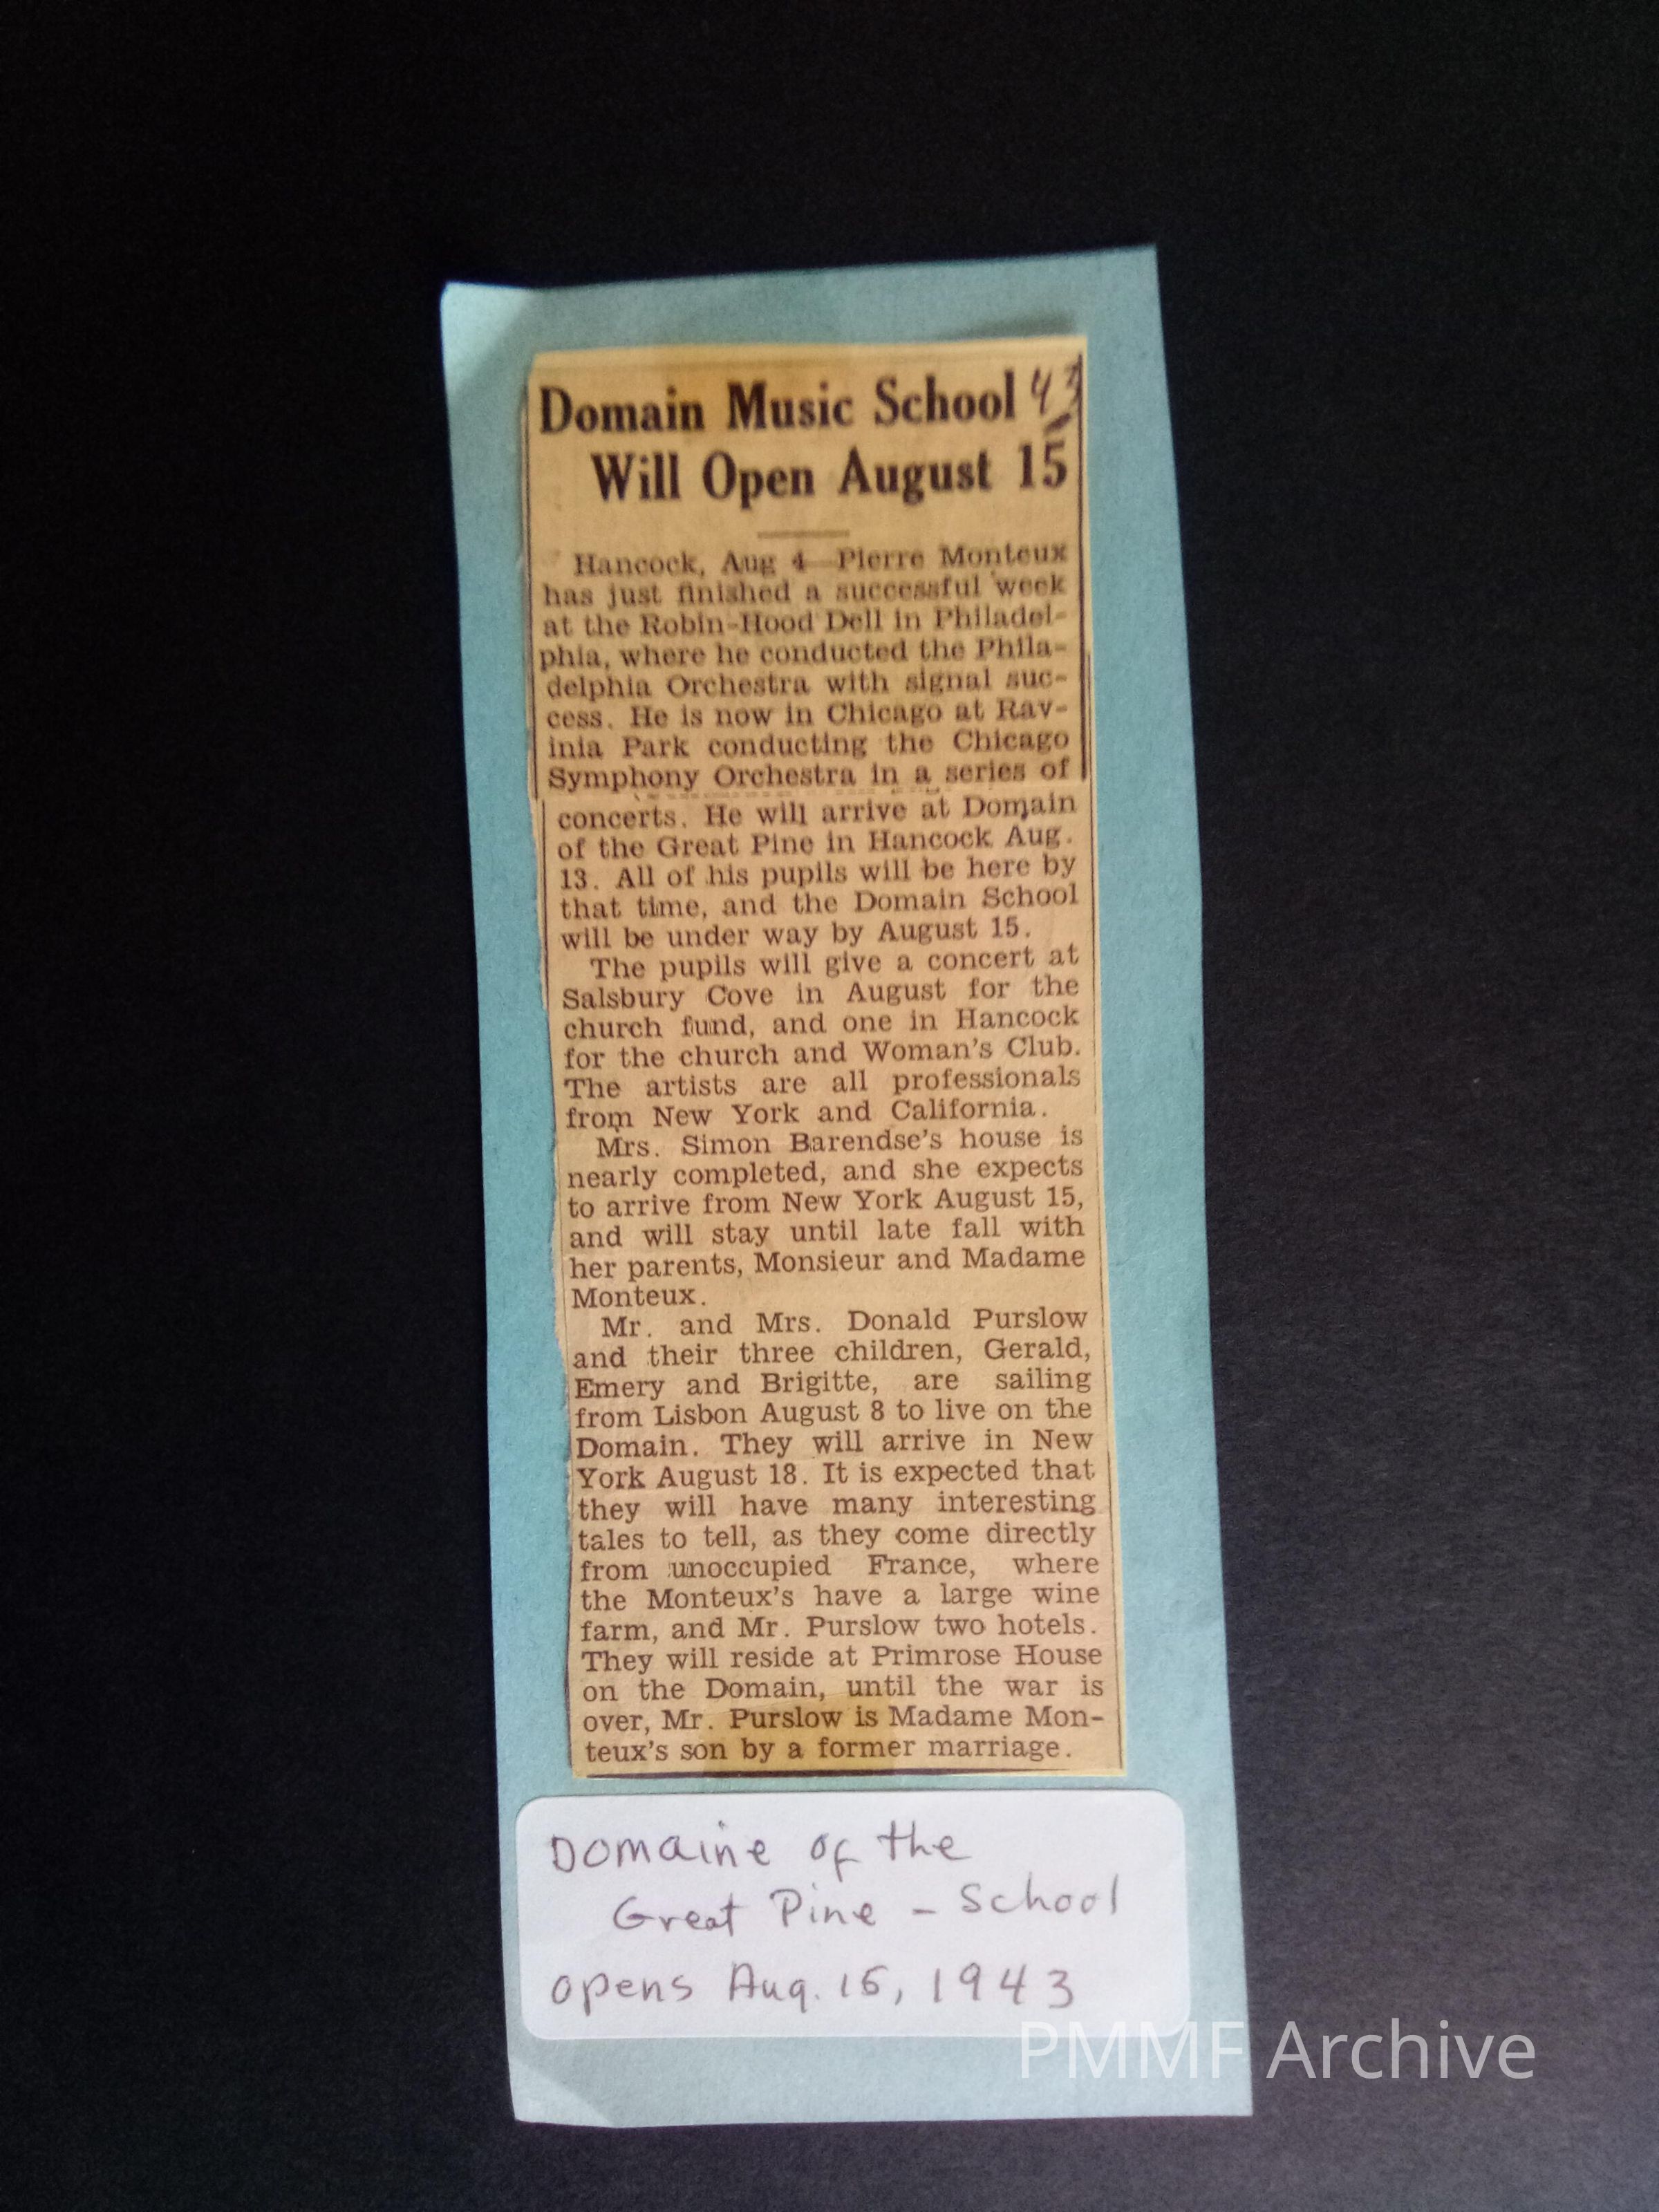 Domain Music School 43
Will Open August 15
Hancock, Aug 4—Pierre Monteux
has just finished a successful week
at the Robin-Hood Dell in Philadel-
phia, where he conducted the Phila-
delphia Orchestra with signal suc-
cess. He is now in Chicago at Rav-
inia Park conducting the Chicago
Symphony Orchestra in a series of
concerts. He will arrive at Domain
of the Great Pine in Hancock Aug.
13. All of his pupils will be here by
that time, and the Domain School
will be under way by August 15.
The pupils will give a concert at
Salsbury Cove in August for the
church fund, and one in Hancock
for the church and Woman's Club.
The artists are all professionals
from New York and California.
Mrs. Simon Barendse's house is
nearly completed, and she expects
to arrive from New York August 15,
and will stay until late fall with
her parents, Monsieur and Madame
Monteux.
Mr. and Mrs. Donald Purslow
and their three children, Gerald,
Emery and Brigitte, are sailing
from Lisbon August 8 to live on the
Domain. They will arrive in New
York August 18. It is expected that
they will have many interesting
tales to tell, as they come directly
from unoccupied France, where
the Monteux's have a large wine
farm, and Mr. Purslow two hotels.
They will reside at Primrose House
on the Domain, until the war is
over, Mr. Purslow is Madame Mon-
teux's son by a former marriage.
Domaine of the
Great Pine - School
opens Aug. 15, 1943
PMMF Archive